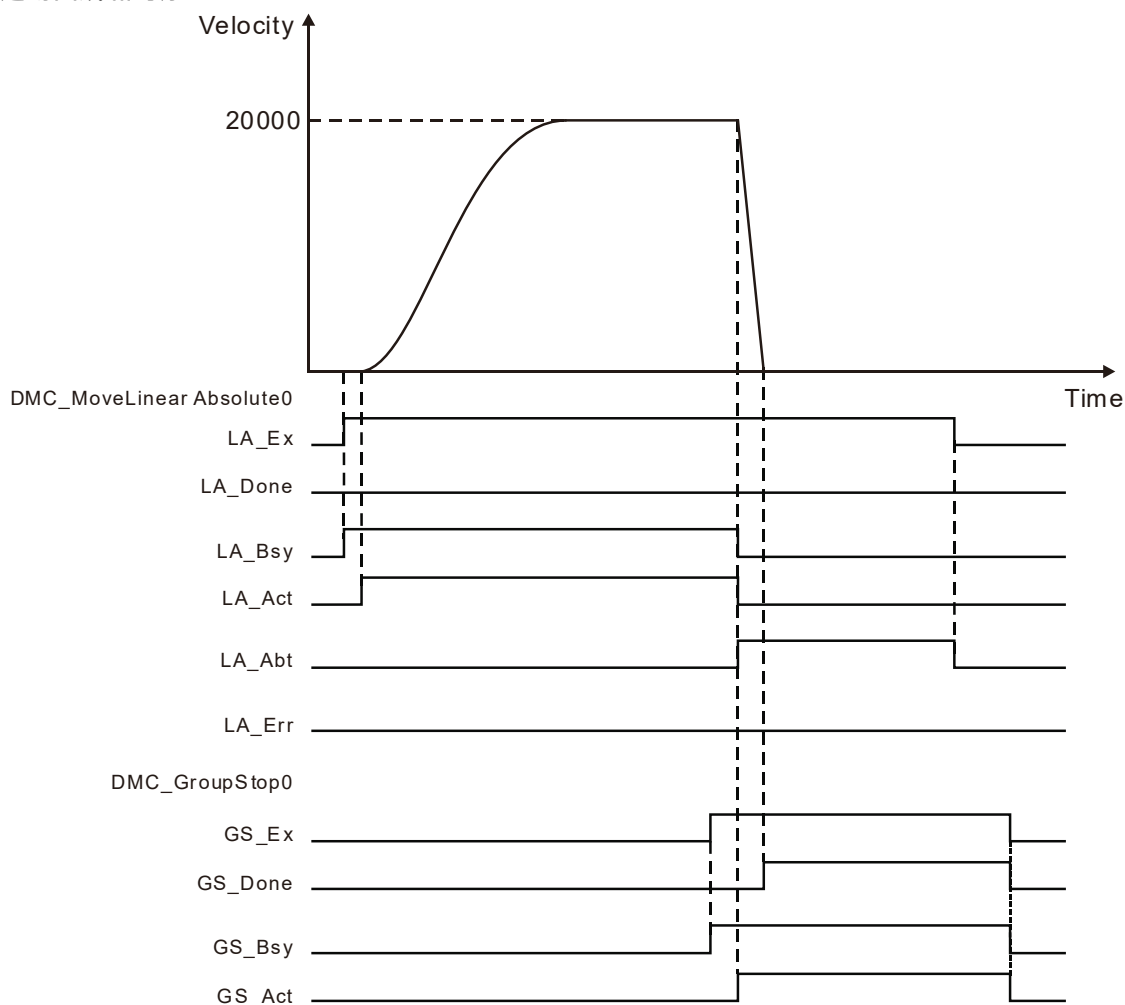 Velocity
20000
DMC_MoveLinear Absolute0
Time
LA_Ex
LA_Done
LA_Bsy
LA_Act
LA_Abt
LA_Err
DMC_GroupStop0
GS_Ex
GS_Done
GS_Bsy
GS_Act